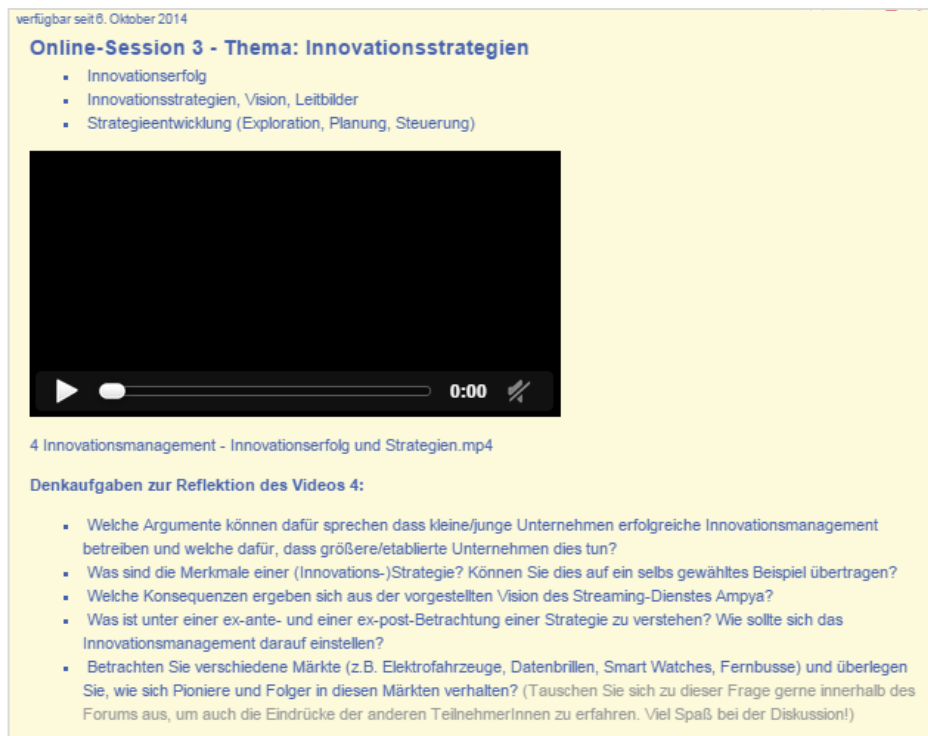 verfügbar seit 6. Oktober 2014
Online-Session 3 - Thema: Innovationsstrategien
Innovationserfolg
Innovationsstrategien, Vision, Leitbilder
Strategieentwicklung (Exploration, Planung, Steuerung)
0:00
4 Innovationsmanagement - Innovationserfolg und Strategien.mp4
Denkaufgaben zur Reflektion des Videos 4:
Welche Argumente können dafür sprechen dass kleine/junge Unternehmen erfolgreiche Innovationsmanagement
betreiben und welche dafür, dass größere/etablierte Unternehmen dies tun?
Was sind die Merkmale einer (Innovations-)Strategie? Können Sie dies auf ein selbs gewähltes Beispiel übertragen?
Welche Konsequenzen ergeben sich aus der vorgestellten Vision des Streaming-Dienstes Ampya?
Was ist unter einer ex-ante- und einer ex-post-Betrachtung einer Strategie zu verstehen? Wie sollte sich das
Innovationsmanagement darauf einstellen?
Betrachten Sie verschiedene Märkte (z.B. Elektrofahrzeuge, Datenbrillen, Smart Watches, Fernbusse) und überlegen
Sie, wie sich Pioniere und Folger in diesen Märkten verhalten? (Tauschen Sie sich zu dieser Frage gerne innerhalb des
Forums aus, um auch die Eindrücke der anderen TeilnehmerInnen zu erfahren. Viel Spaß bei der Diskussion!)